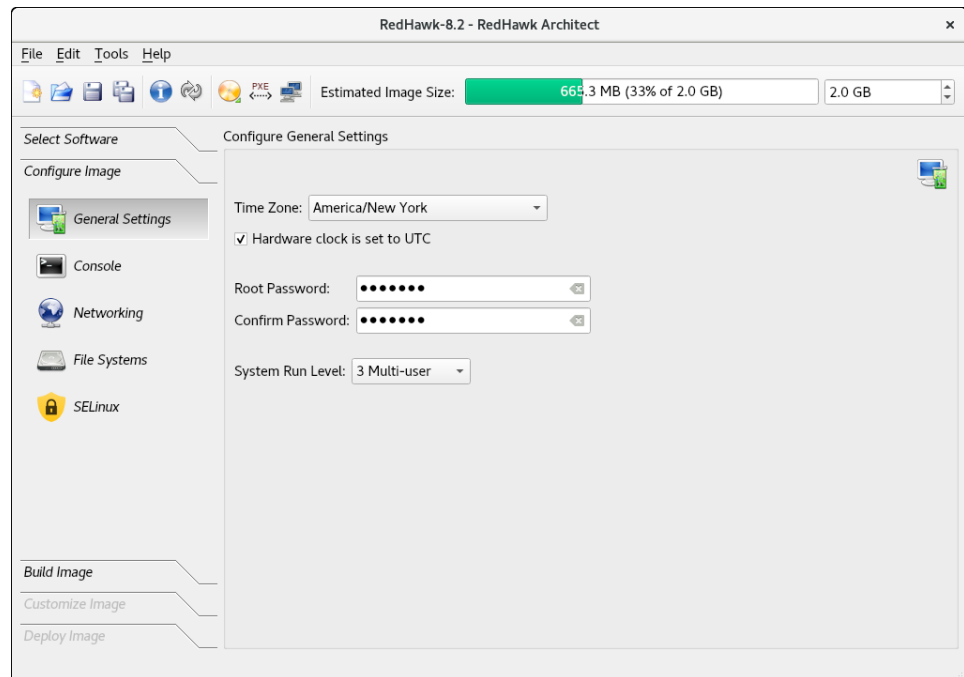 RedHawk-8.2 - RedHawk Architect
File Edit Tools Help
PXE
Estimated Image Size: 665.3 MB (33% of 2.0 GB) 2.0 GB
Select Software
Configure Image
General Settings
Console
Networking
File Systems
SELinux
Build Image
Customize Image
Deploy Image
Configure General Settings
Time Zone: America/New York
Hardware clock is set to UTC
Root Password: ●●●●●●●
Confirm Password: ●●●●●●●
System Run Level: 3 Multi-user